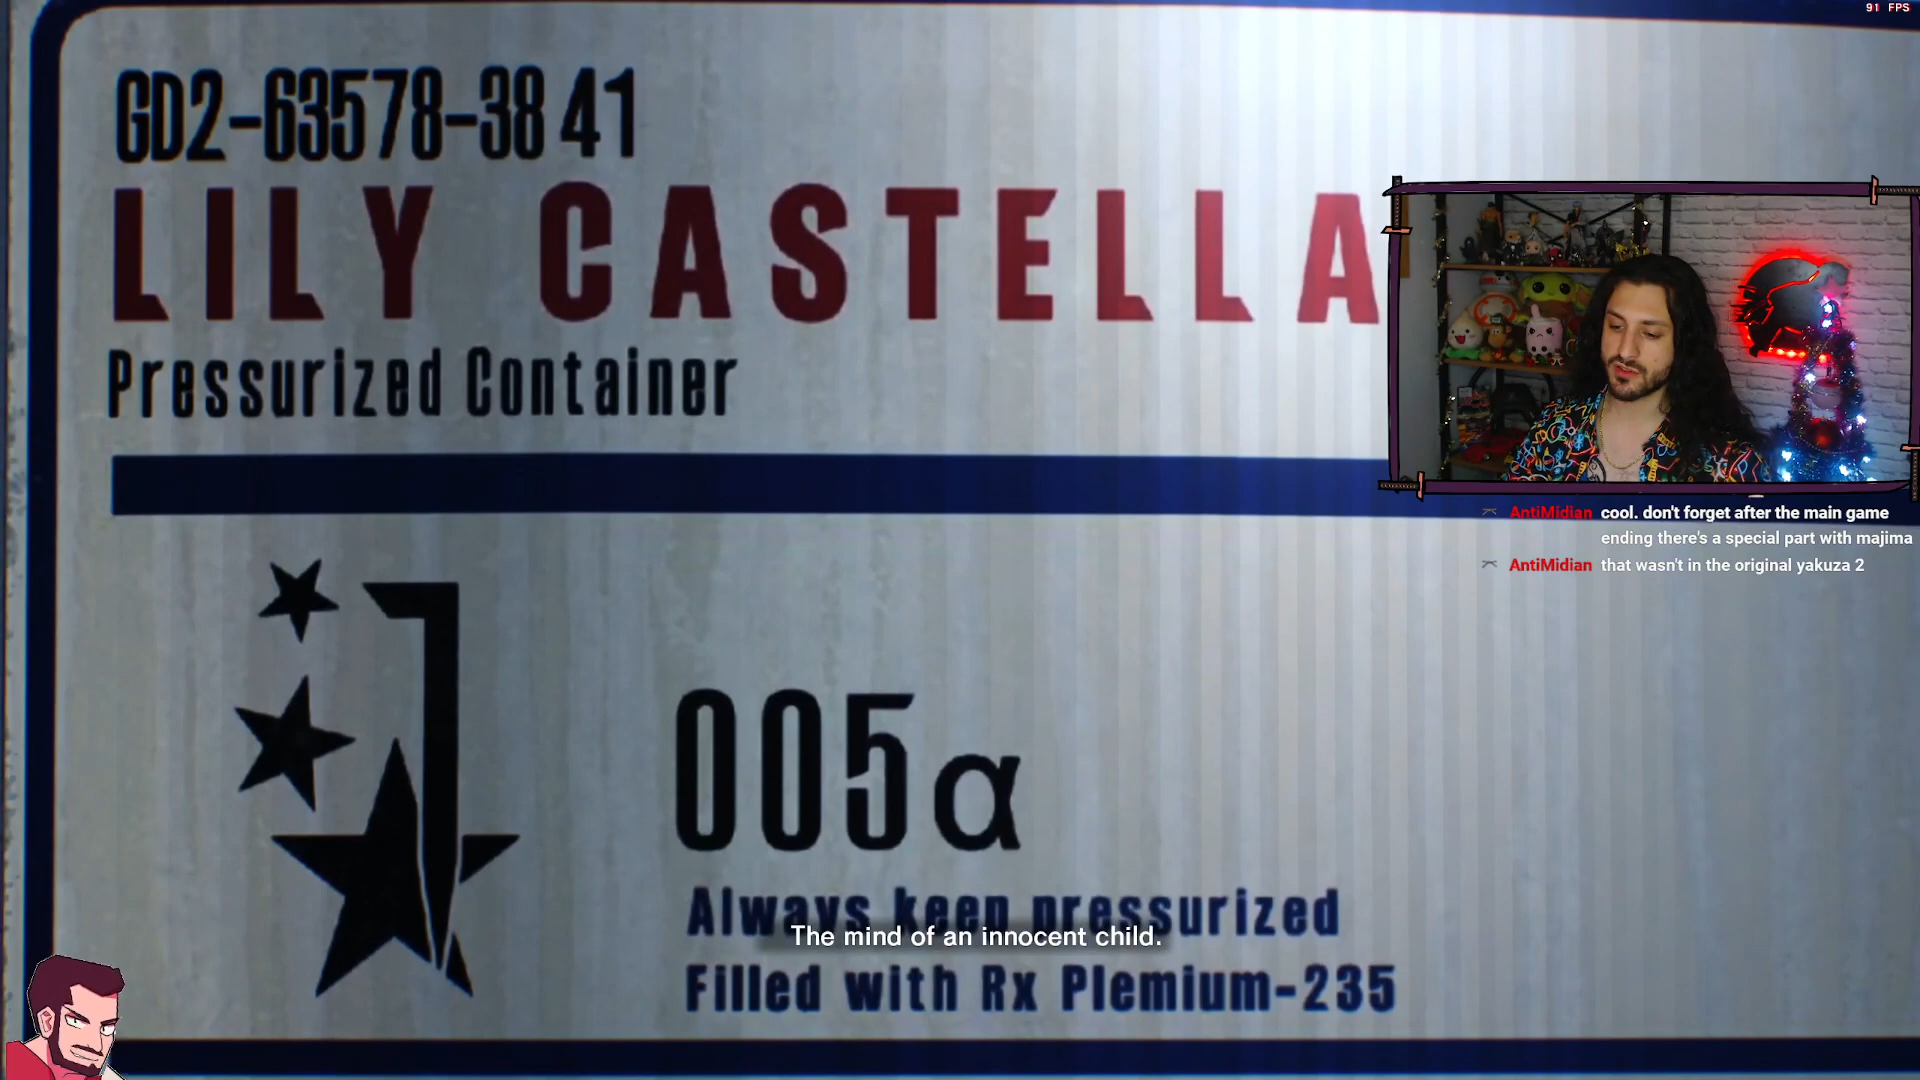 91 FPS
GD2-63578-3841
LILY CASTELLA
Pressurized Container
AntiMidian cool. don't forget after the main game
ending there's a special part with majima
AntiMidian that wasn't in the original yakuza 2
005α
Always keep pressurized
The mind of an innocent child.
Filled with Rx Plemium-235